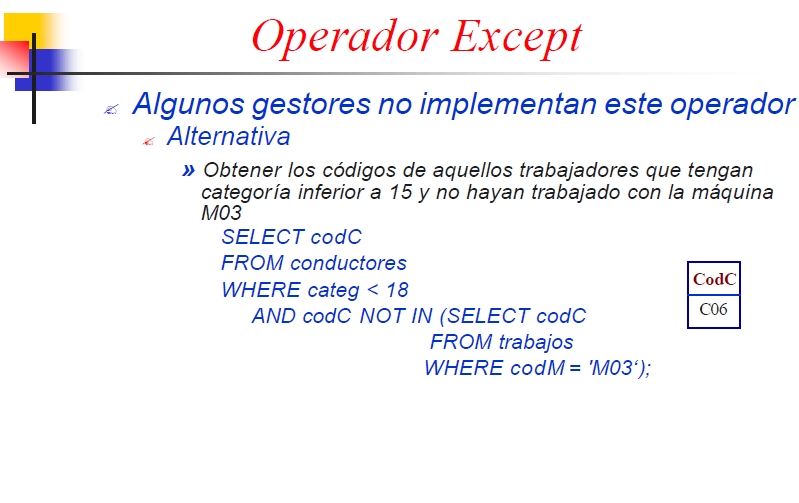 Operador Except
Algunos gestores no implementan este operador
Alternativa
» Obtener los códigos de aquellos trabajadores que tengan
categoría inferior a 15 y no hayan trabajado con la máquina
M03
SELECT codC
FROM conductores
WHERE categ < 18
AND codC NOT IN (SELECT codC
FROM trabajos
WHERE codM = 'M03‘);
CodC
C06